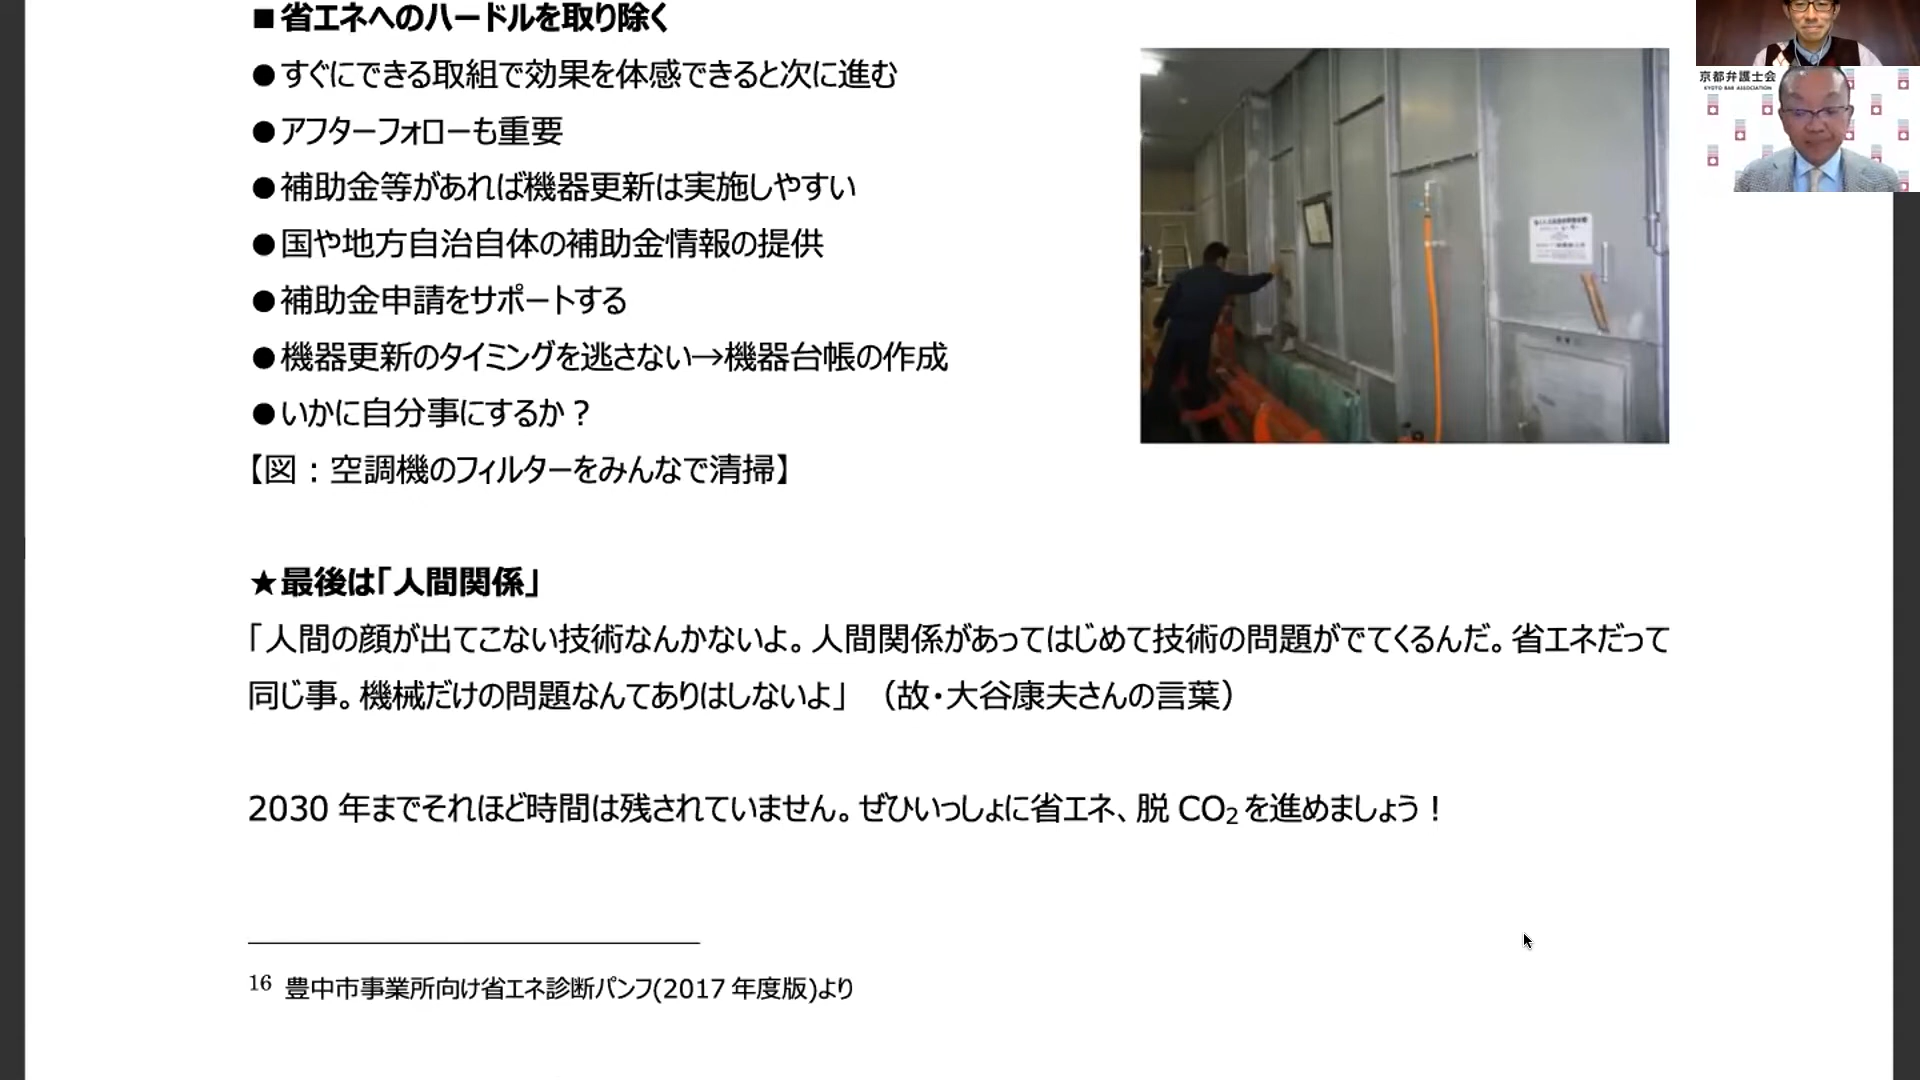 ■省エネへのハードルを取り除く
●すぐにできる取組で効果を体感できると次に進む
●アフターフォローも重要
●補助金等があれば機器更新は実施しやすい
●国や地方自治自体の補助金情報の提供
●補助金申請をサポートする
●機器更新のタイミングを逃さない→機器台帳の作成
●いかに自分事にするか？
【図：空調機のフィルターをみんなで清掃】
★最後は「人間関係」
「人間の顔が出てこない技術なんかないよ。人間関係があってはじめて技術の問題がでてくるんだ。省エネだって
同じ事。機械だけの問題なんてありはしないよ」（故・大谷康夫さんの言葉）
2030 年までそれほど時間は残されていません。ぜひいっしょに省エネ、脱 CO₂を進めましょう！
16 豊中市事業所向け省エネ診断パンフ(2017 年度版)より
京都弁護士会
KYOTO BAR ASSOCIATION